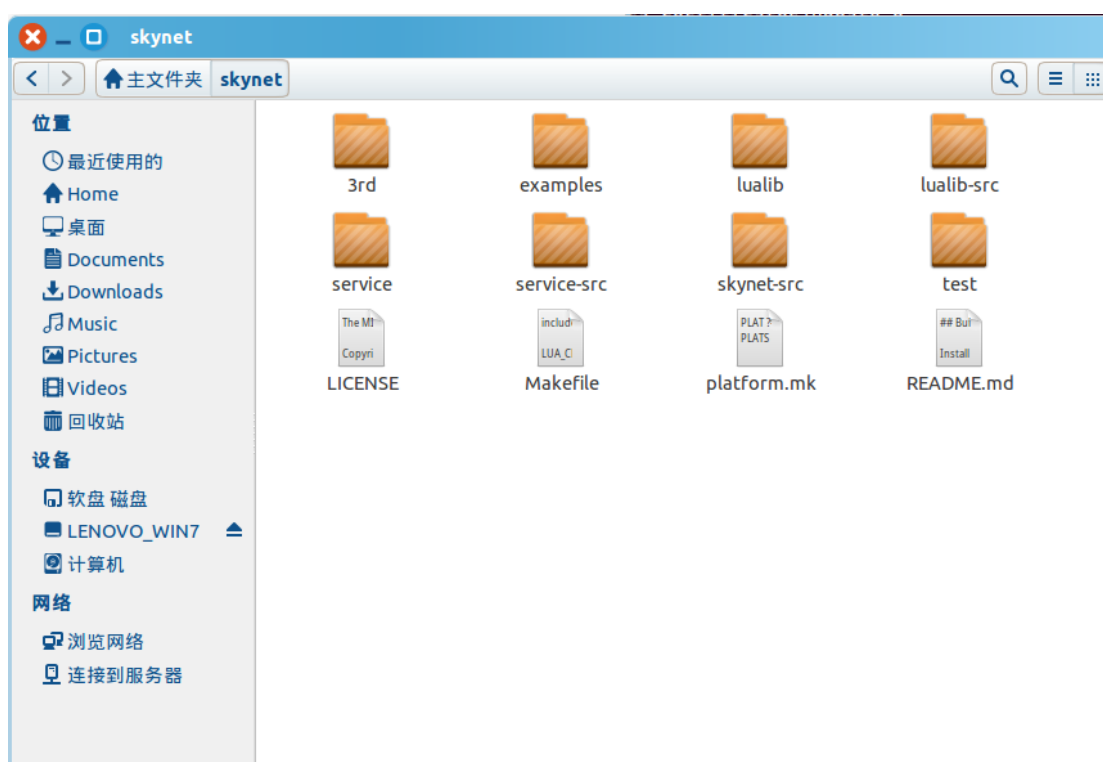 skynet
主文件夹 skynet
位置
最近使用的
Home
桌面
Documents
Downloads
Music
Pictures
Videos
回收站
设备
软盘 磁盘
LENOVO_WIN7
计算机
网络
浏览网络
连接到服务器
3rd examples lualib lualib-src
service service-src skynet-src test
The MI includ PLAT ? ## Bui
PLATS
Copyri LUA_C Install
LICENSE Makefile platform.mk README.md